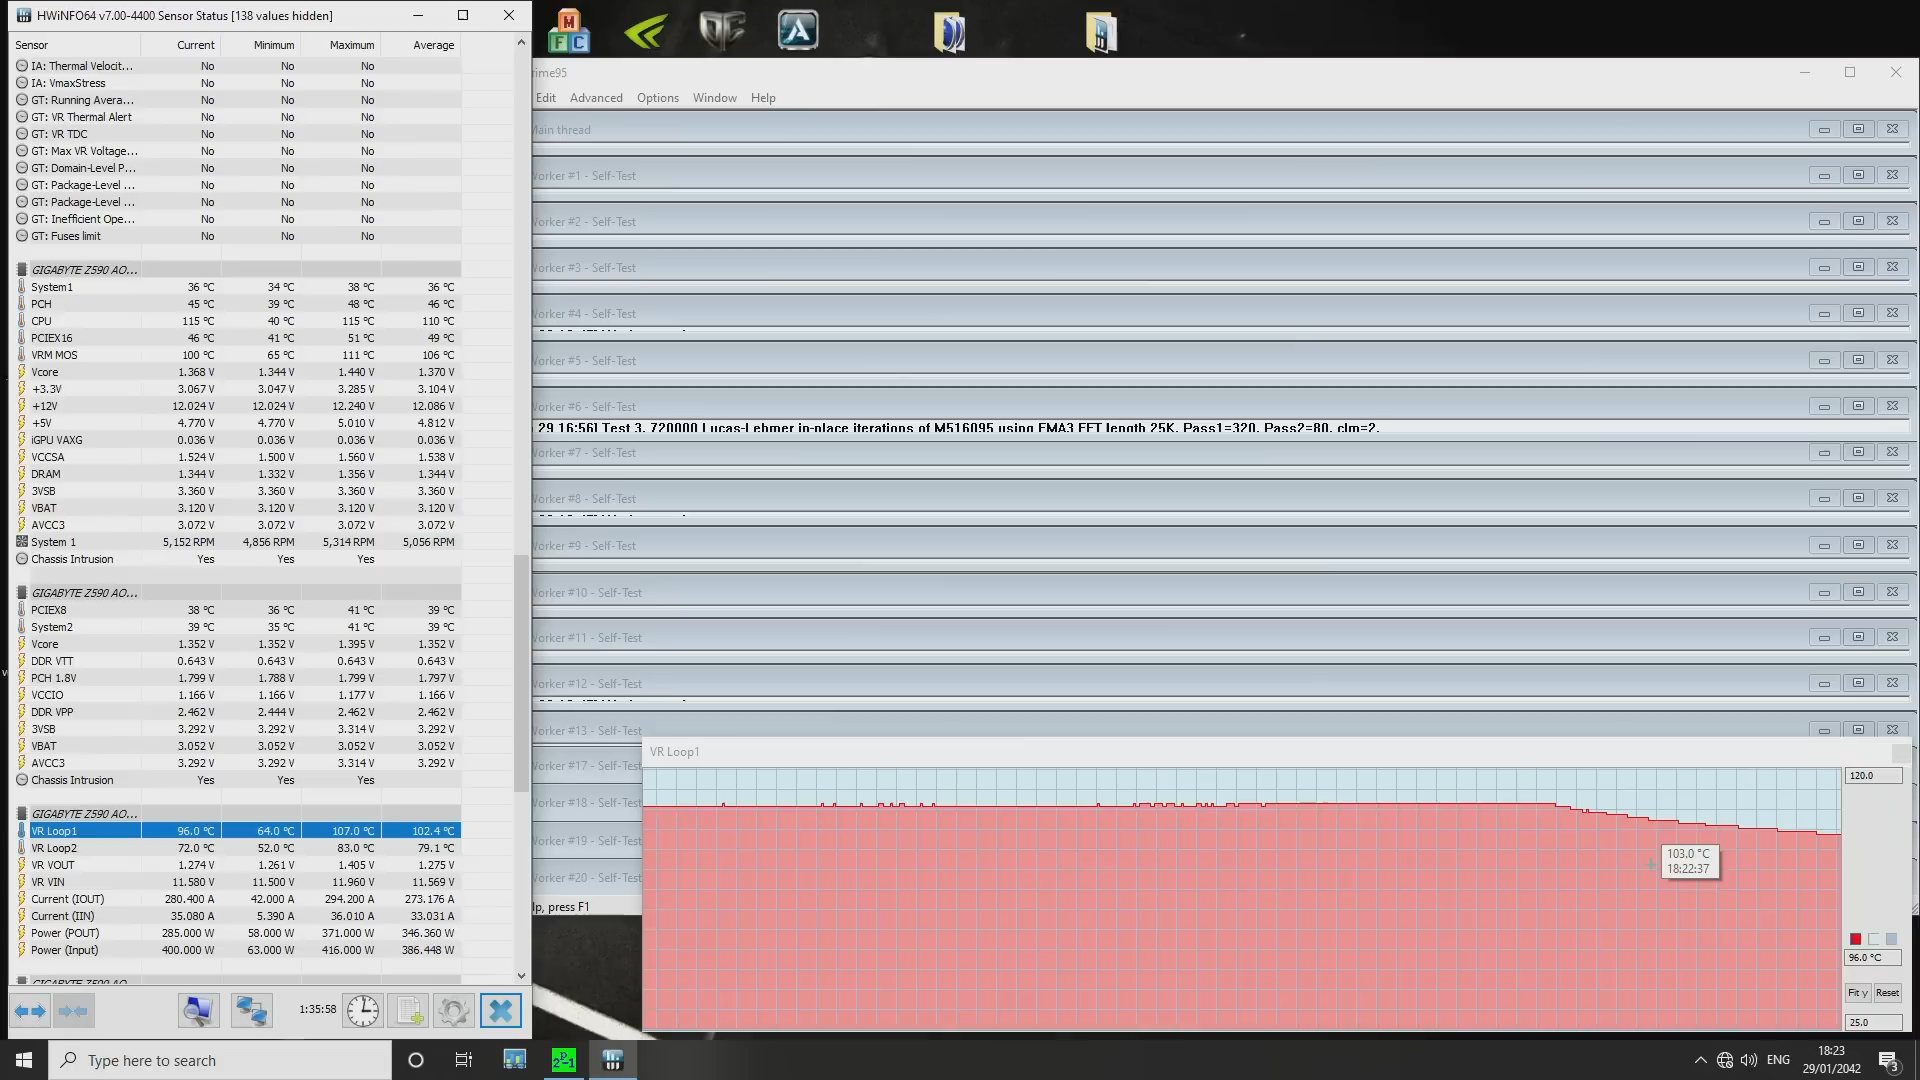 HWiNFO64 v7.00-4400 Sensor Status [138 values hidden]
Sensor Current Minimum Maximum Average
IA: Thermal Velocit... No No No
IA: VmaxStress No No No
GT: Running Avera... No No No
GT: VR Thermal Alert No No No
GT: VR TDC No No No
GT: Max VR Voltage... No No No
GT: Domain-Level P... No No No
GT: Package-Level ... No No No
GT: Package-Level ... No No No
GT: Inefficient Ope... No No No
GT: Fuses limit No No No
GIGABYTE Z590 AO...
System1 36 °C 34 °C 38 °C 36 °C
PCH 45 °C 39 °C 48 °C 46 °C
CPU 115 °C 40 °C 115 °C 110 °C
PCIEX16 46 °C 41 °C 51 °C 49 °C
VRM MOS 100 °C 65 °C 111 °C 106 °C
Vcore 1.368 V 1.344 V 1.440 V 1.370 V
+3.3V 3.067 V 3.047 V 3.285 V 3.104 V
+12V 12.024 V 12.024 V 12.240 V 12.086 V
+5V 4.770 V 4.770 V 5.010 V 4.812 V
iGPU VAXG 0.036 V 0.036 V 0.036 V 0.036 V
VCCSA 1.524 V 1.500 V 1.560 V 1.538 V
DRAM 1.344 V 1.332 V 1.356 V 1.344 V
3VSB 3.360 V 3.360 V 3.360 V 3.360 V
VBAT 3.120 V 3.120 V 3.120 V 3.120 V
AVCC3 3.072 V 3.072 V 3.072 V 3.072 V
System 1 5,152 RPM 4,856 RPM 5,314 RPM 5,056 RPM
Chassis Intrusion Yes Yes Yes
GIGABYTE Z590 AO...
PCIEX8 38 °C 36 °C 41 °C 39 °C
System2 39 °C 35 °C 41 °C 39 °C
Vcore 1.352 V 1.352 V 1.395 V 1.352 V
DDR VTT 0.643 V 0.643 V 0.643 V 0.643 V
PCH 1.8V 1.799 V 1.788 V 1.799 V 1.797 V
VCCIO 1.166 V 1.166 V 1.177 V 1.166 V
DDR VPP 2.462 V 2.444 V 2.462 V 2.462 V
3VSB 3.292 V 3.292 V 3.314 V 3.292 V
VBAT 3.052 V 3.052 V 3.052 V 3.052 V
AVCC3 3.292 V 3.292 V 3.314 V 3.292 V
Chassis Intrusion Yes Yes Yes
GIGABYTE Z590 AO...
VR Loop1 96.0 °C 64.0 °C 107.0 °C 102.4 °C
VR Loop2 72.0 °C 52.0 °C 83.0 °C 79.1 °C
VR VOUT 1.274 V 1.261 V 1.405 V 1.275 V
VR VIN 11.580 V 11.500 V 11.960 V 11.569 V
Current (IOUT) 280.400 A 42.000 A 294.200 A 273.176 A
Current (IIN) 35.080 A 5.390 A 36.010 A 33.031 A
Power (POUT) 285.000 W 58.000 W 371.000 W 346.360 W
Power (Input) 400.000 W 63.000 W 416.000 W 386.448 W
GIGABYTE Z590 AO...
1:35:58
M
F C
rime95
Edit Advanced Options Window Help
Main thread
Worker #1 - Self-Test
Worker #2 - Self-Test
Worker #3 - Self-Test
Worker #4 - Self-Test
Worker #5 - Self-Test
Worker #6 - Self-Test
29 16:56] Test 3, 720000 Lucas-Lehmer in-place iterations of M516095 using FMA3 FFT length 25K, Pass1=320, Pass2=80, clm=2.
Worker #7 - Self-Test
Worker #8 - Self-Test
Worker #9 - Self-Test
Worker #10 - Self-Test
Worker #11 - Self-Test
Worker #12 - Self-Test
Worker #13 - Self-Test
Worker #17 - Self-Test
Worker #18 - Self-Test
Worker #19 - Self-Test
Worker #20 - Self-Test
lp, press F1
VR Loop1
120.0
103.0 °C
18:22:37
96.0 °C
Fit y Reset
25.0
Type here to search
P
2 -1
ENG
18:23
29/01/2042
3